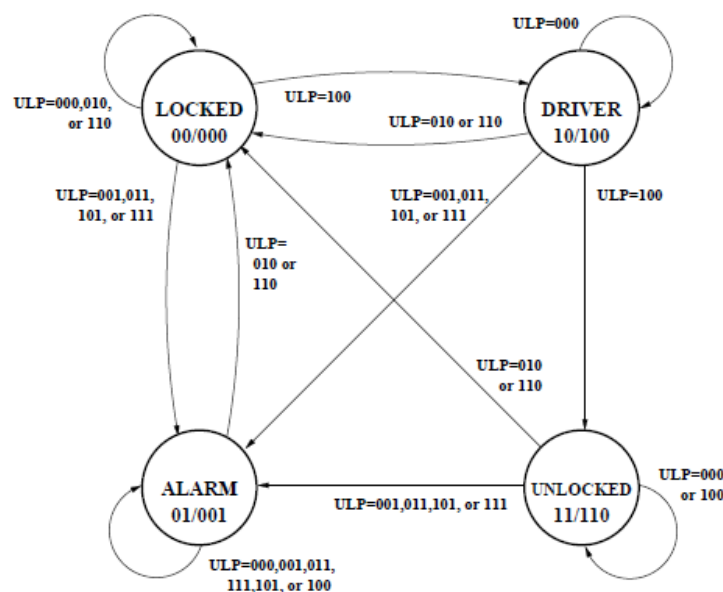 ULP=000
ULP=000,010,
or 110
LOCKED
00/000
ULP=100
ULP=010 or 110
DRIVER
10/100
ULP=001,011,
101, or 111
ULP=
010 or
110
ULP=001,011,
101, or 111
ULP=100
ULP=010
or 110
ALARM
01/001
ULP=001,011,101, or 111
UNLOCKED
11/110
ULP=000
or 100
ULP=000,001,011,
111,101, or 100